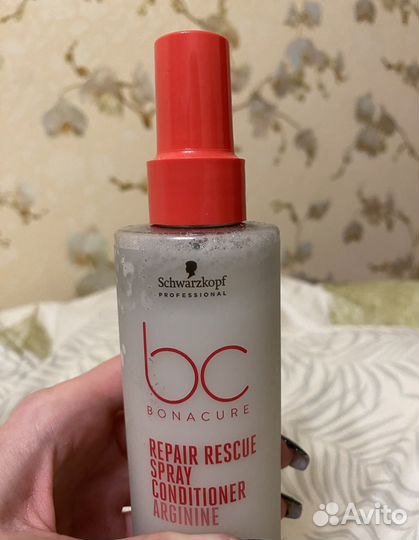 Schwarzkopf
PROFESSIONAL
bc
BONACURE
REPAIR RESCUE
SPRAY
CONDITIONER
ARGININE
Avito